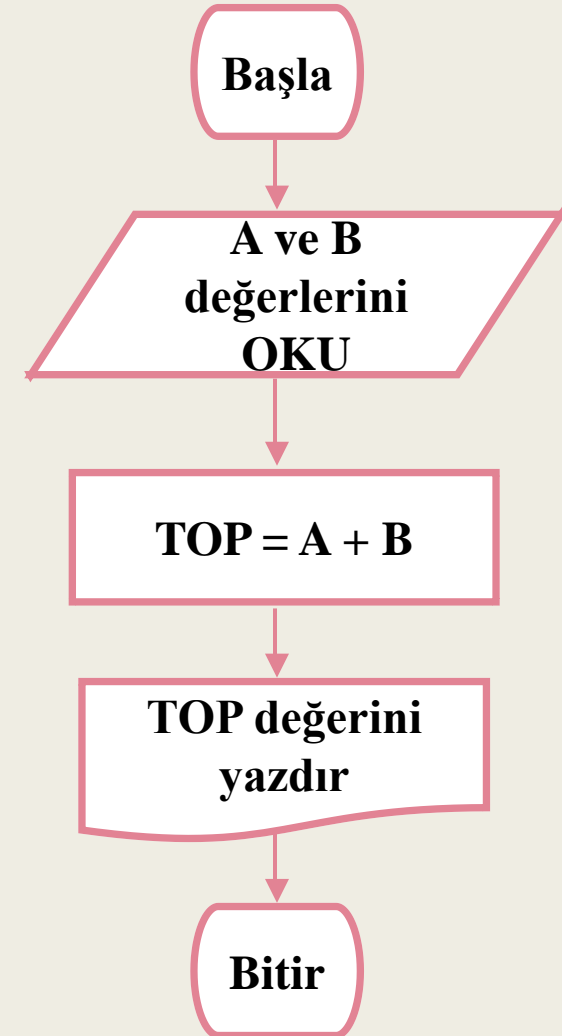 Başla
A ve B
değerlerini
OKU
TOP = A + B
TOP değerini
yazdır
Bitir